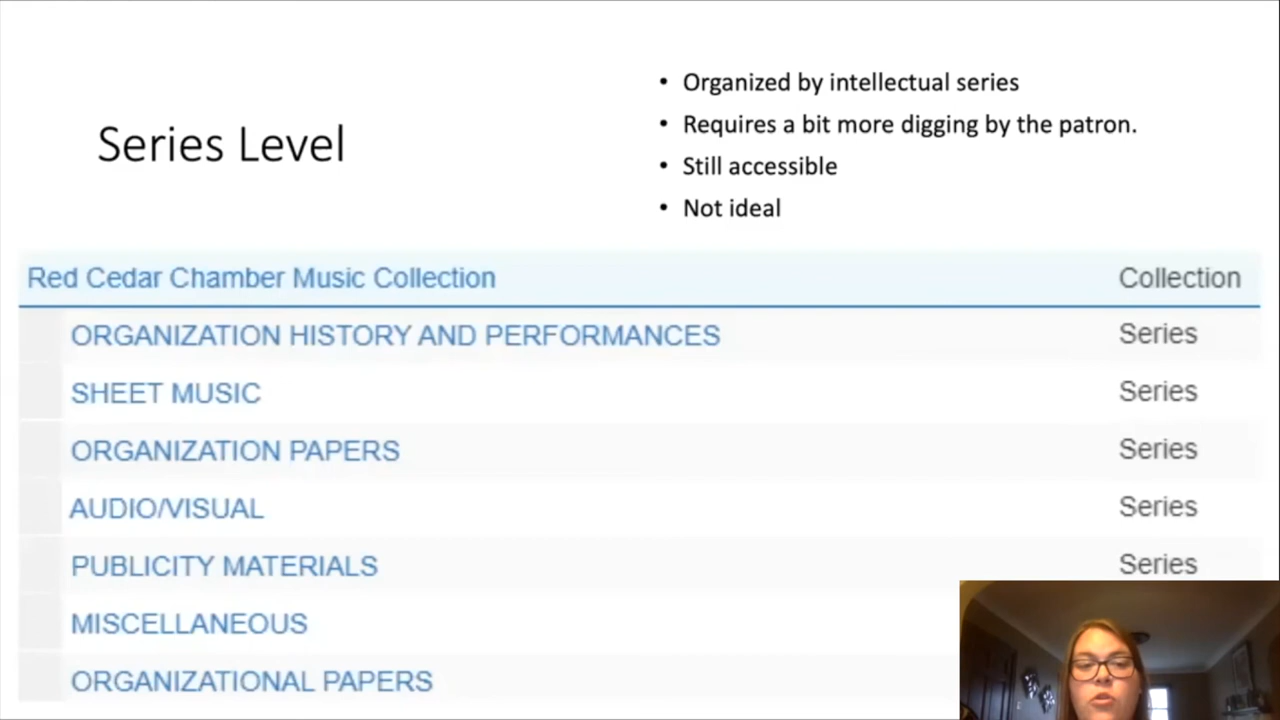 Series Level
• Organized by intellectual series
• Requires a bit more digging by the patron.
• Still accessible
• Not ideal
Red Cedar Chamber Music Collection Collection
ORGANIZATION HISTORY AND PERFORMANCES Series
SHEET MUSIC Series
ORGANIZATION PAPERS Series
AUDIO/VISUAL Series
PUBLICITY MATERIALS Series
MISCELLANEOUS
ORGANIZATIONAL PAPERS